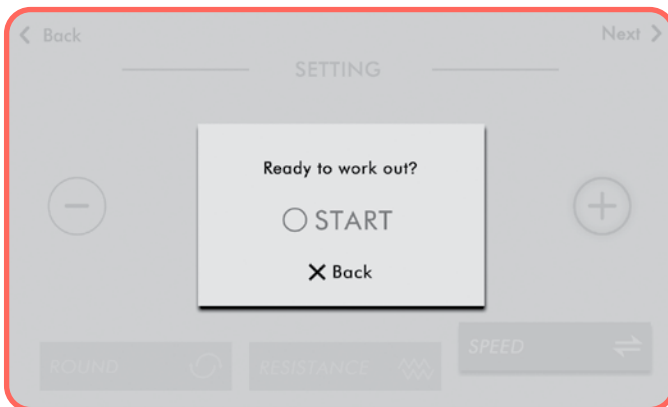 Back
Next
SETTING
Ready to work out?
START
Back
SPEED
ROUND
RESISTANCE